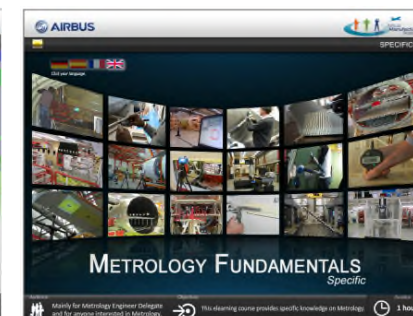 AIRBUS
SPECIFIC
Click your language
METROLOGY FUNDAMENTALS
Specific
Mainly for Metrology Engineer Delegate
and for anyone interested in Metrology.
This elearning course provides specific knowledge on Metrology.
1 hou